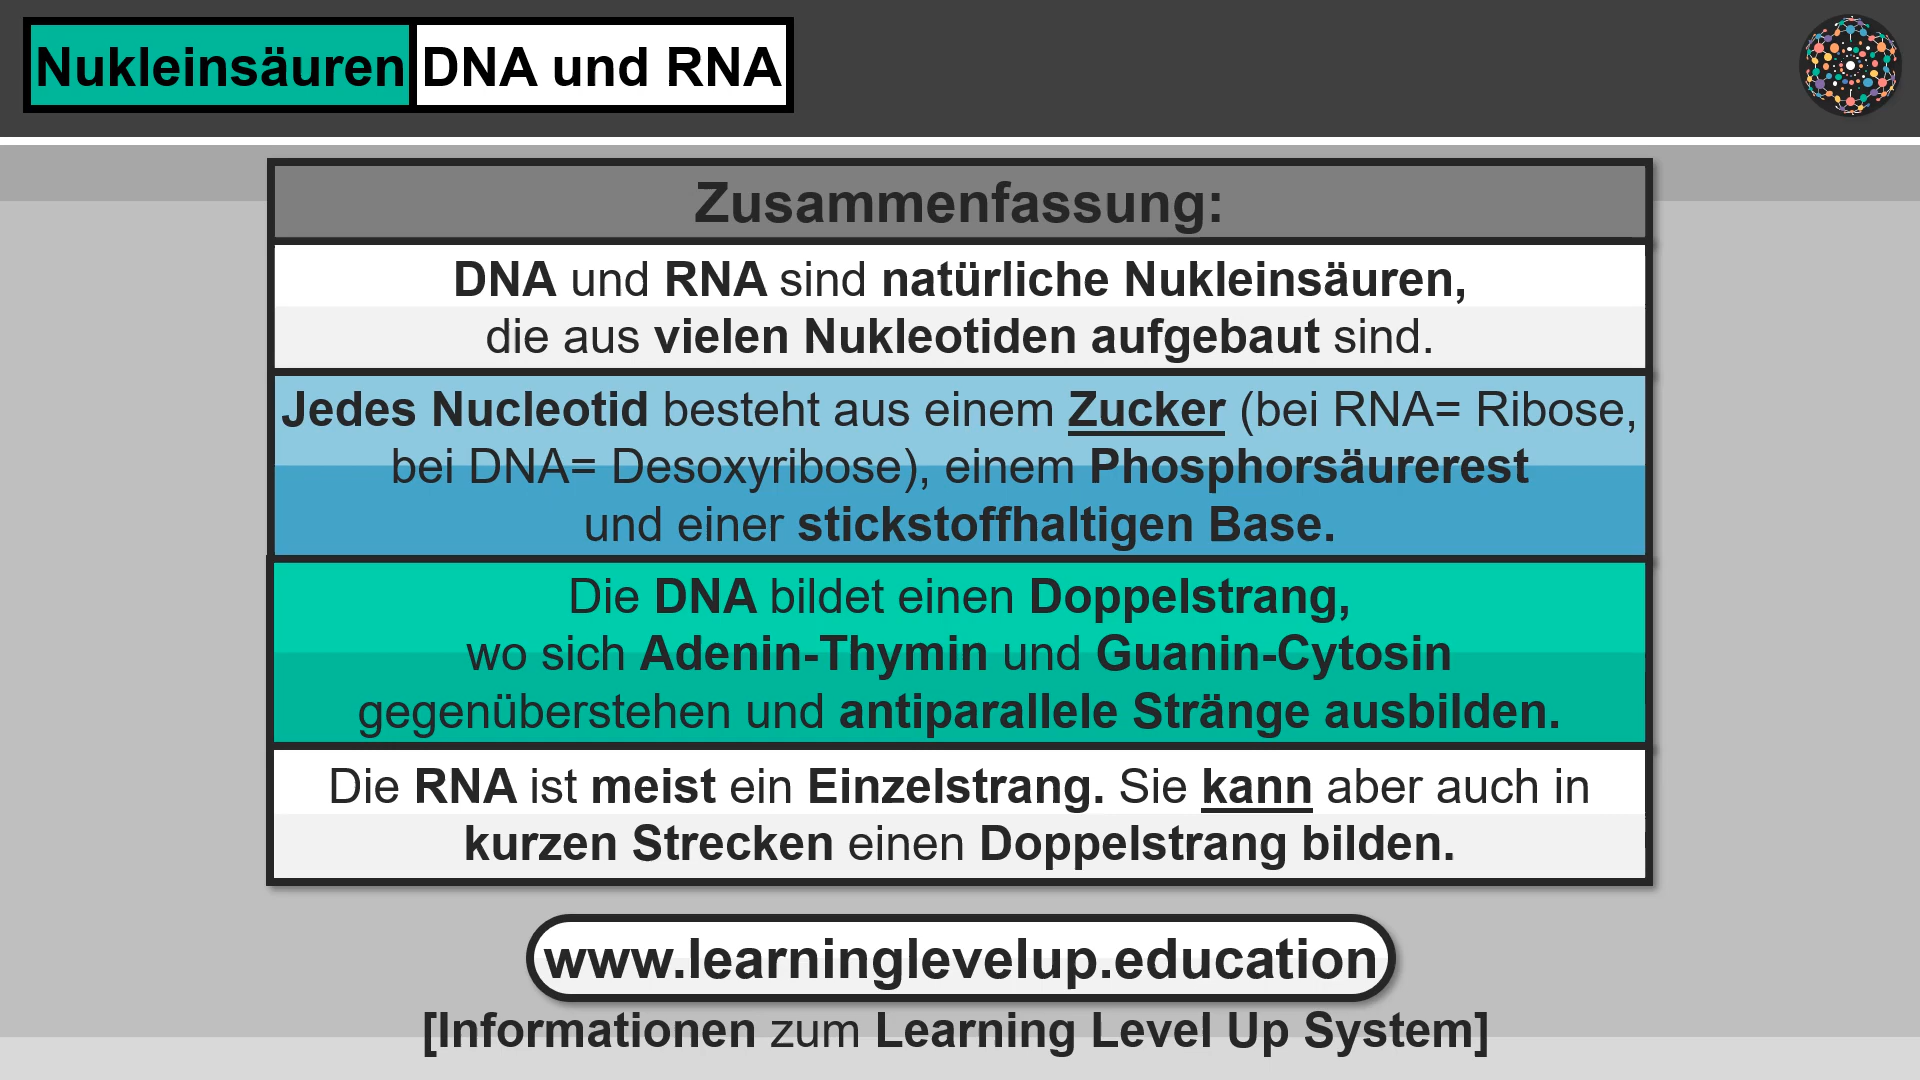 Nukleinsäuren DNA und RNA
Zusammenfassung:
DNA und RNA sind natürliche Nukleinsäuren,
die aus vielen Nukleotiden aufgebaut sind.
Jedes Nucleotid besteht aus einem Zucker (bei RNA= Ribose,
bei DNA= Desoxyribose), einem Phosphorsäurerest
und einer stickstoffhaltigen Base.
Die DNA bildet einen Doppelstrang,
wo sich Adenin-Thymin und Guanin-Cytosin
gegenüberstehen und antiparallele Stränge ausbilden.
Die RNA ist meist ein Einzelstrang. Sie kann aber auch in
kurzen Strecken einen Doppelstrang bilden.
www.learninglevelup.education
[Informationen zum Learning Level Up System]